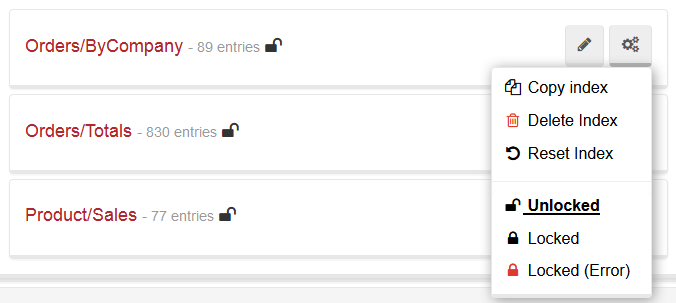 Orders/ByCompany - 89 entries
Copy index
Delete Index
Orders/Totals - 830 entries
Reset Index
Unlocked
Product/Sales - 77 entries
Locked
Locked (Error)